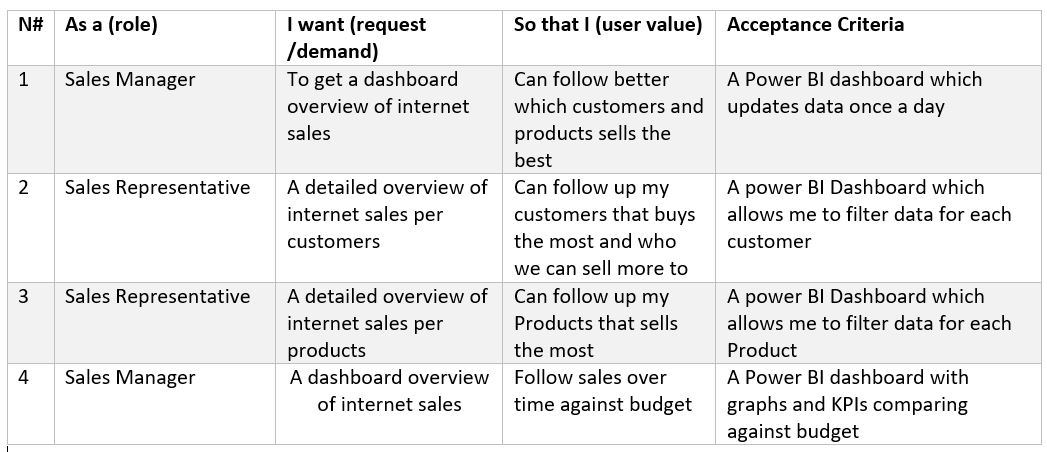 N# As a (role) I want (request /demand) So that I (user value) Acceptance Criteria
1 Sales Manager To get a dashboard overview of internet sales Can follow better which customers and products sells the best A Power BI dashboard which updates data once a day
2 Sales Representative A detailed overview of internet sales per customers Can follow up my customers that buys the most and who we can sell more to A power BI Dashboard which allows me to filter data for each customer
3 Sales Representative A detailed overview of internet sales per products Can follow up my Products that sells the most A power BI Dashboard which allows me to filter data for each Product
4 Sales Manager A dashboard overview of internet sales Follow sales over time against budget A Power BI dashboard with graphs and KPIs comparing against budget